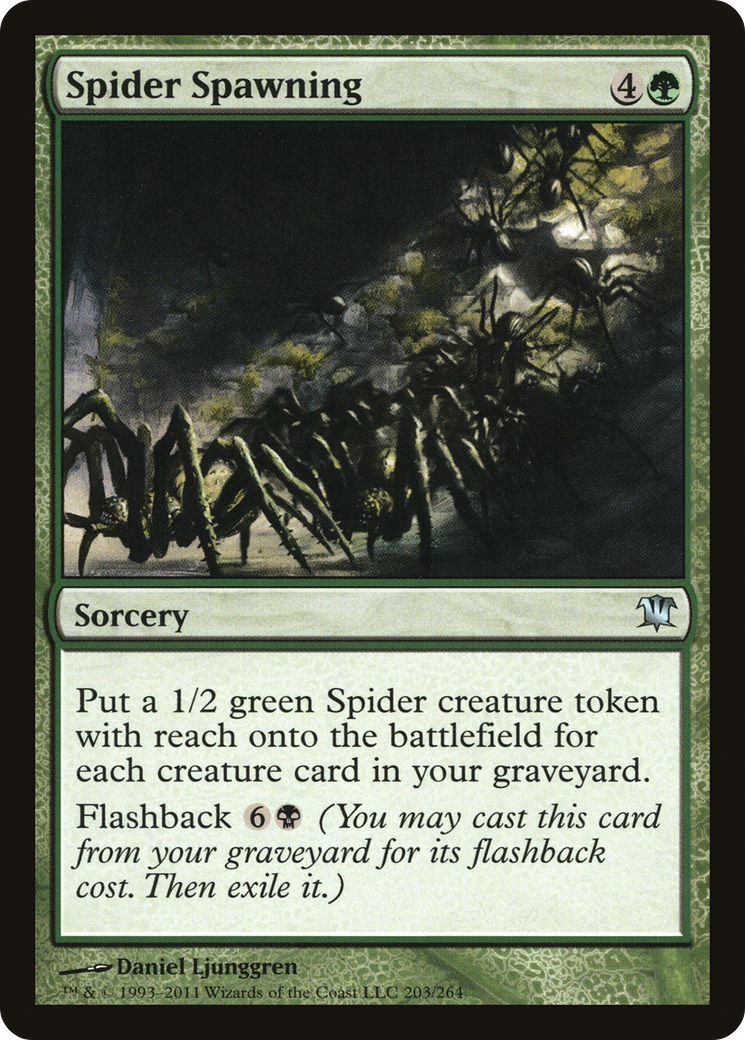 Spider Spawning 4
Sorcery
Put a 1/2 green Spider creature token
with reach onto the battlefield for
each creature card in your graveyard.
Flashback 6 (You may cast this card
from your graveyard for its flashback
cost. Then exile it.)
Daniel Ljunggren
™ & © 1993–2011 Wizards of the Coast LLC 203/264